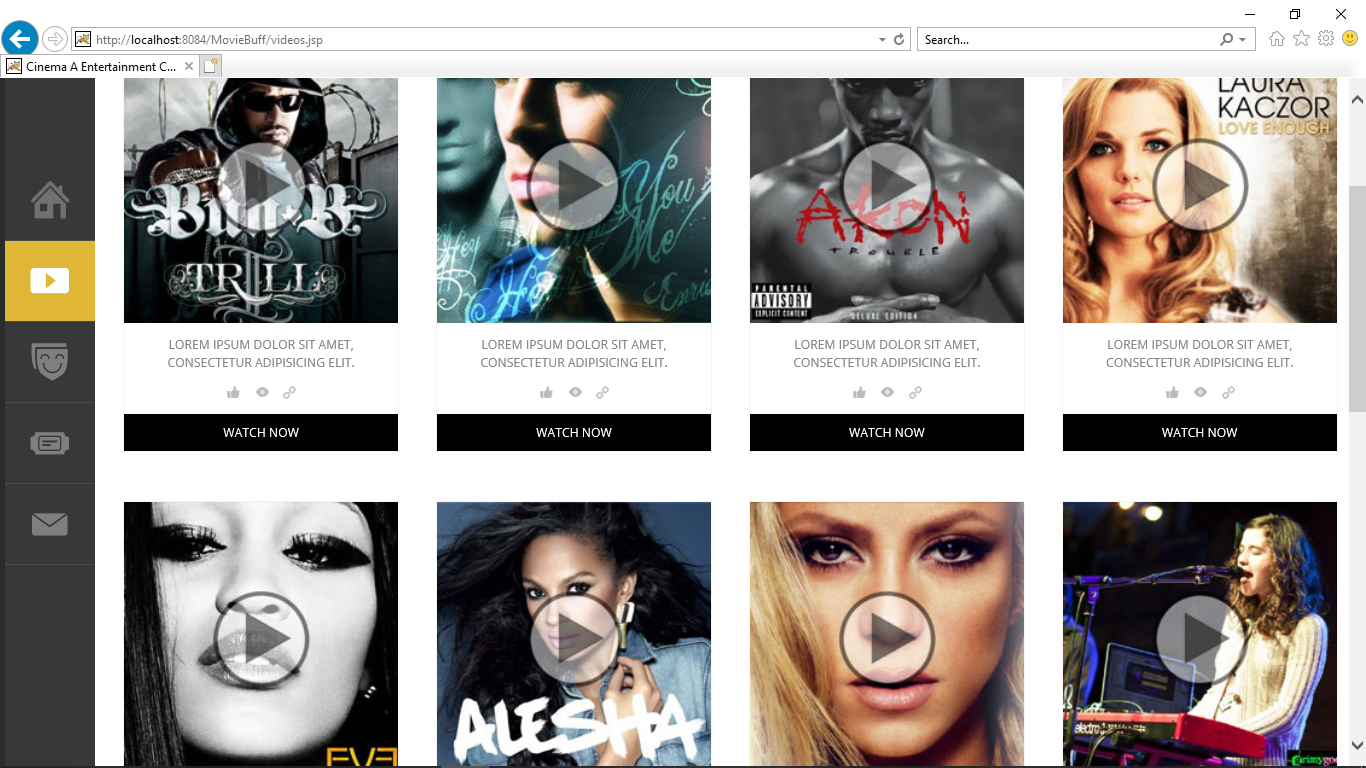 http://localhost:8084/MovieBuff/videos.jsp
Search...
Cinema A Entertainment C...
Bun-B
TRILL
You
Me
Hey
AKON
TROUBLE
PARENTAL
ADVISORY
EXPLICIT CONTENT
DELUXE EDITION
LAURA
KACZOR
LOVE ENOUGH
LOREM IPSUM DOLOR SIT AMET,
CONSECTETUR ADIPISICING ELIT.
WATCH NOW
LOREM IPSUM DOLOR SIT AMET,
CONSECTETUR ADIPISICING ELIT.
WATCH NOW
LOREM IPSUM DOLOR SIT AMET,
CONSECTETUR ADIPISICING ELIT.
WATCH NOW
LOREM IPSUM DOLOR SIT AMET,
CONSECTETUR ADIPISICING ELIT.
WATCH NOW
EVE
ALESHA
electro